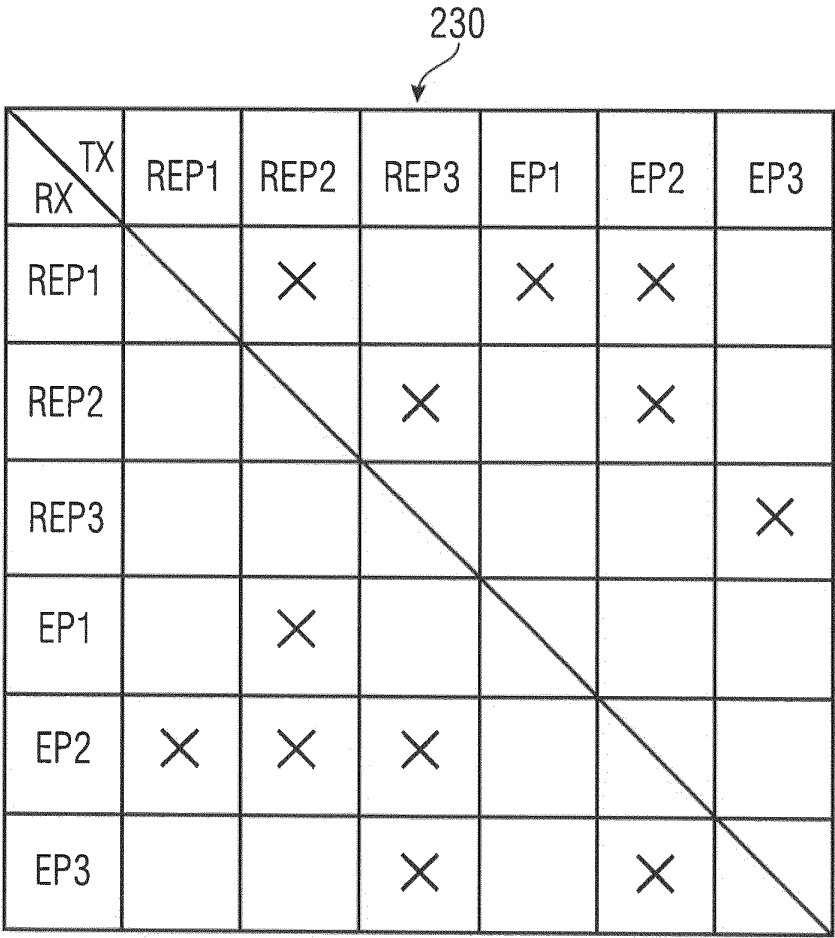 230
TX REP1 REP2 REP3 EP1 EP2 EP3
RX
REP1 X X X
REP2 X X
REP3 X
EP1 X
EP2 X X X
EP3 X X